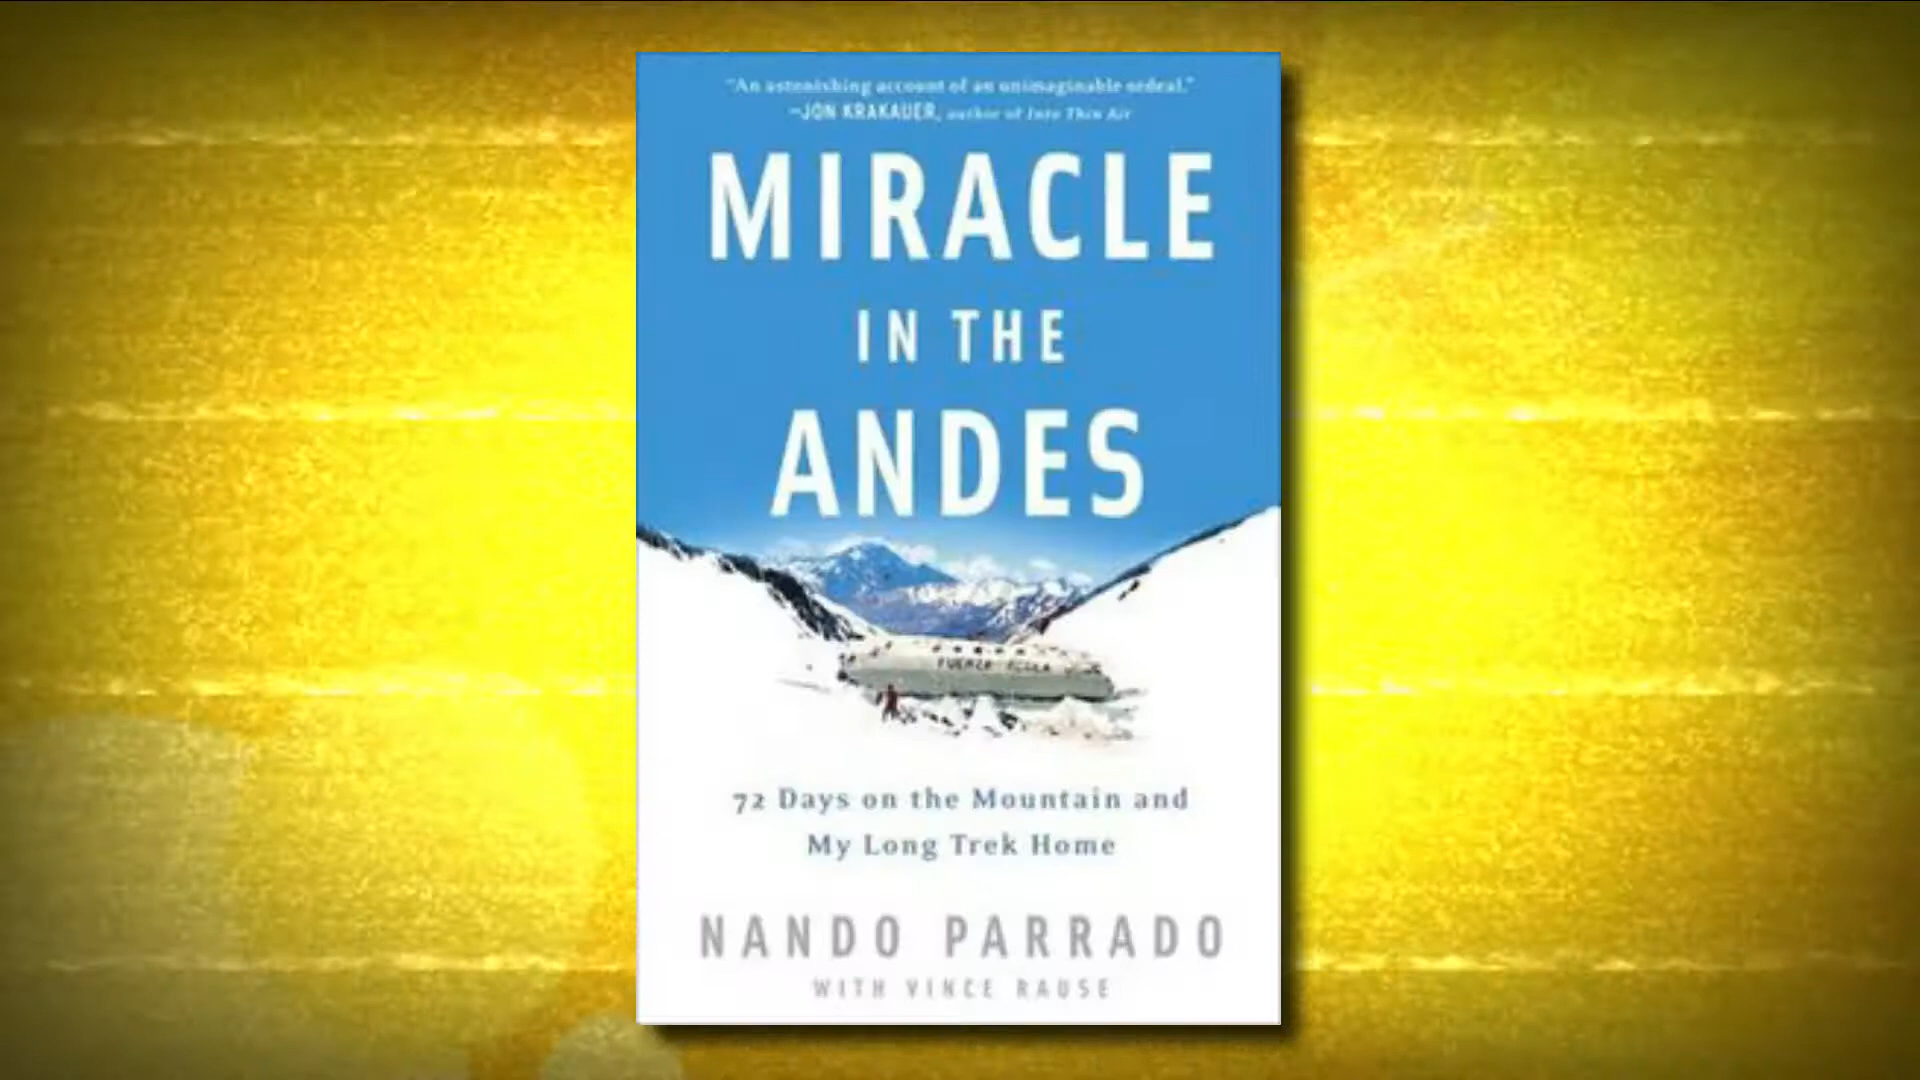 "An astonishing account of an unimaginable ordeal."
—JON KRAKAUER, author of Into Thin Air
MIRACLE
IN THE
ANDES
FUERZA
72 Days on the Mountain and
My Long Trek Home
NANDO PARRADO
WITH VINCE RAUSE